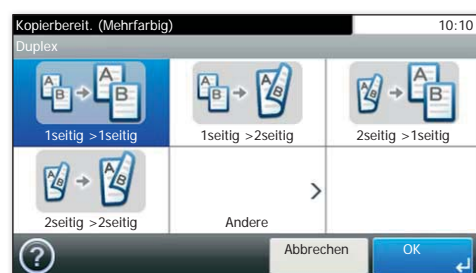 Kopierbereit. (Mehrfarbig) 10:10
Duplex
A B A B
1seitig >1seitig
A B A B
1seitig >2seitig
A B A B
2seitig >1seitig
A B A B
2seitig >2seitig
Andere
?
Abbrechen
OK